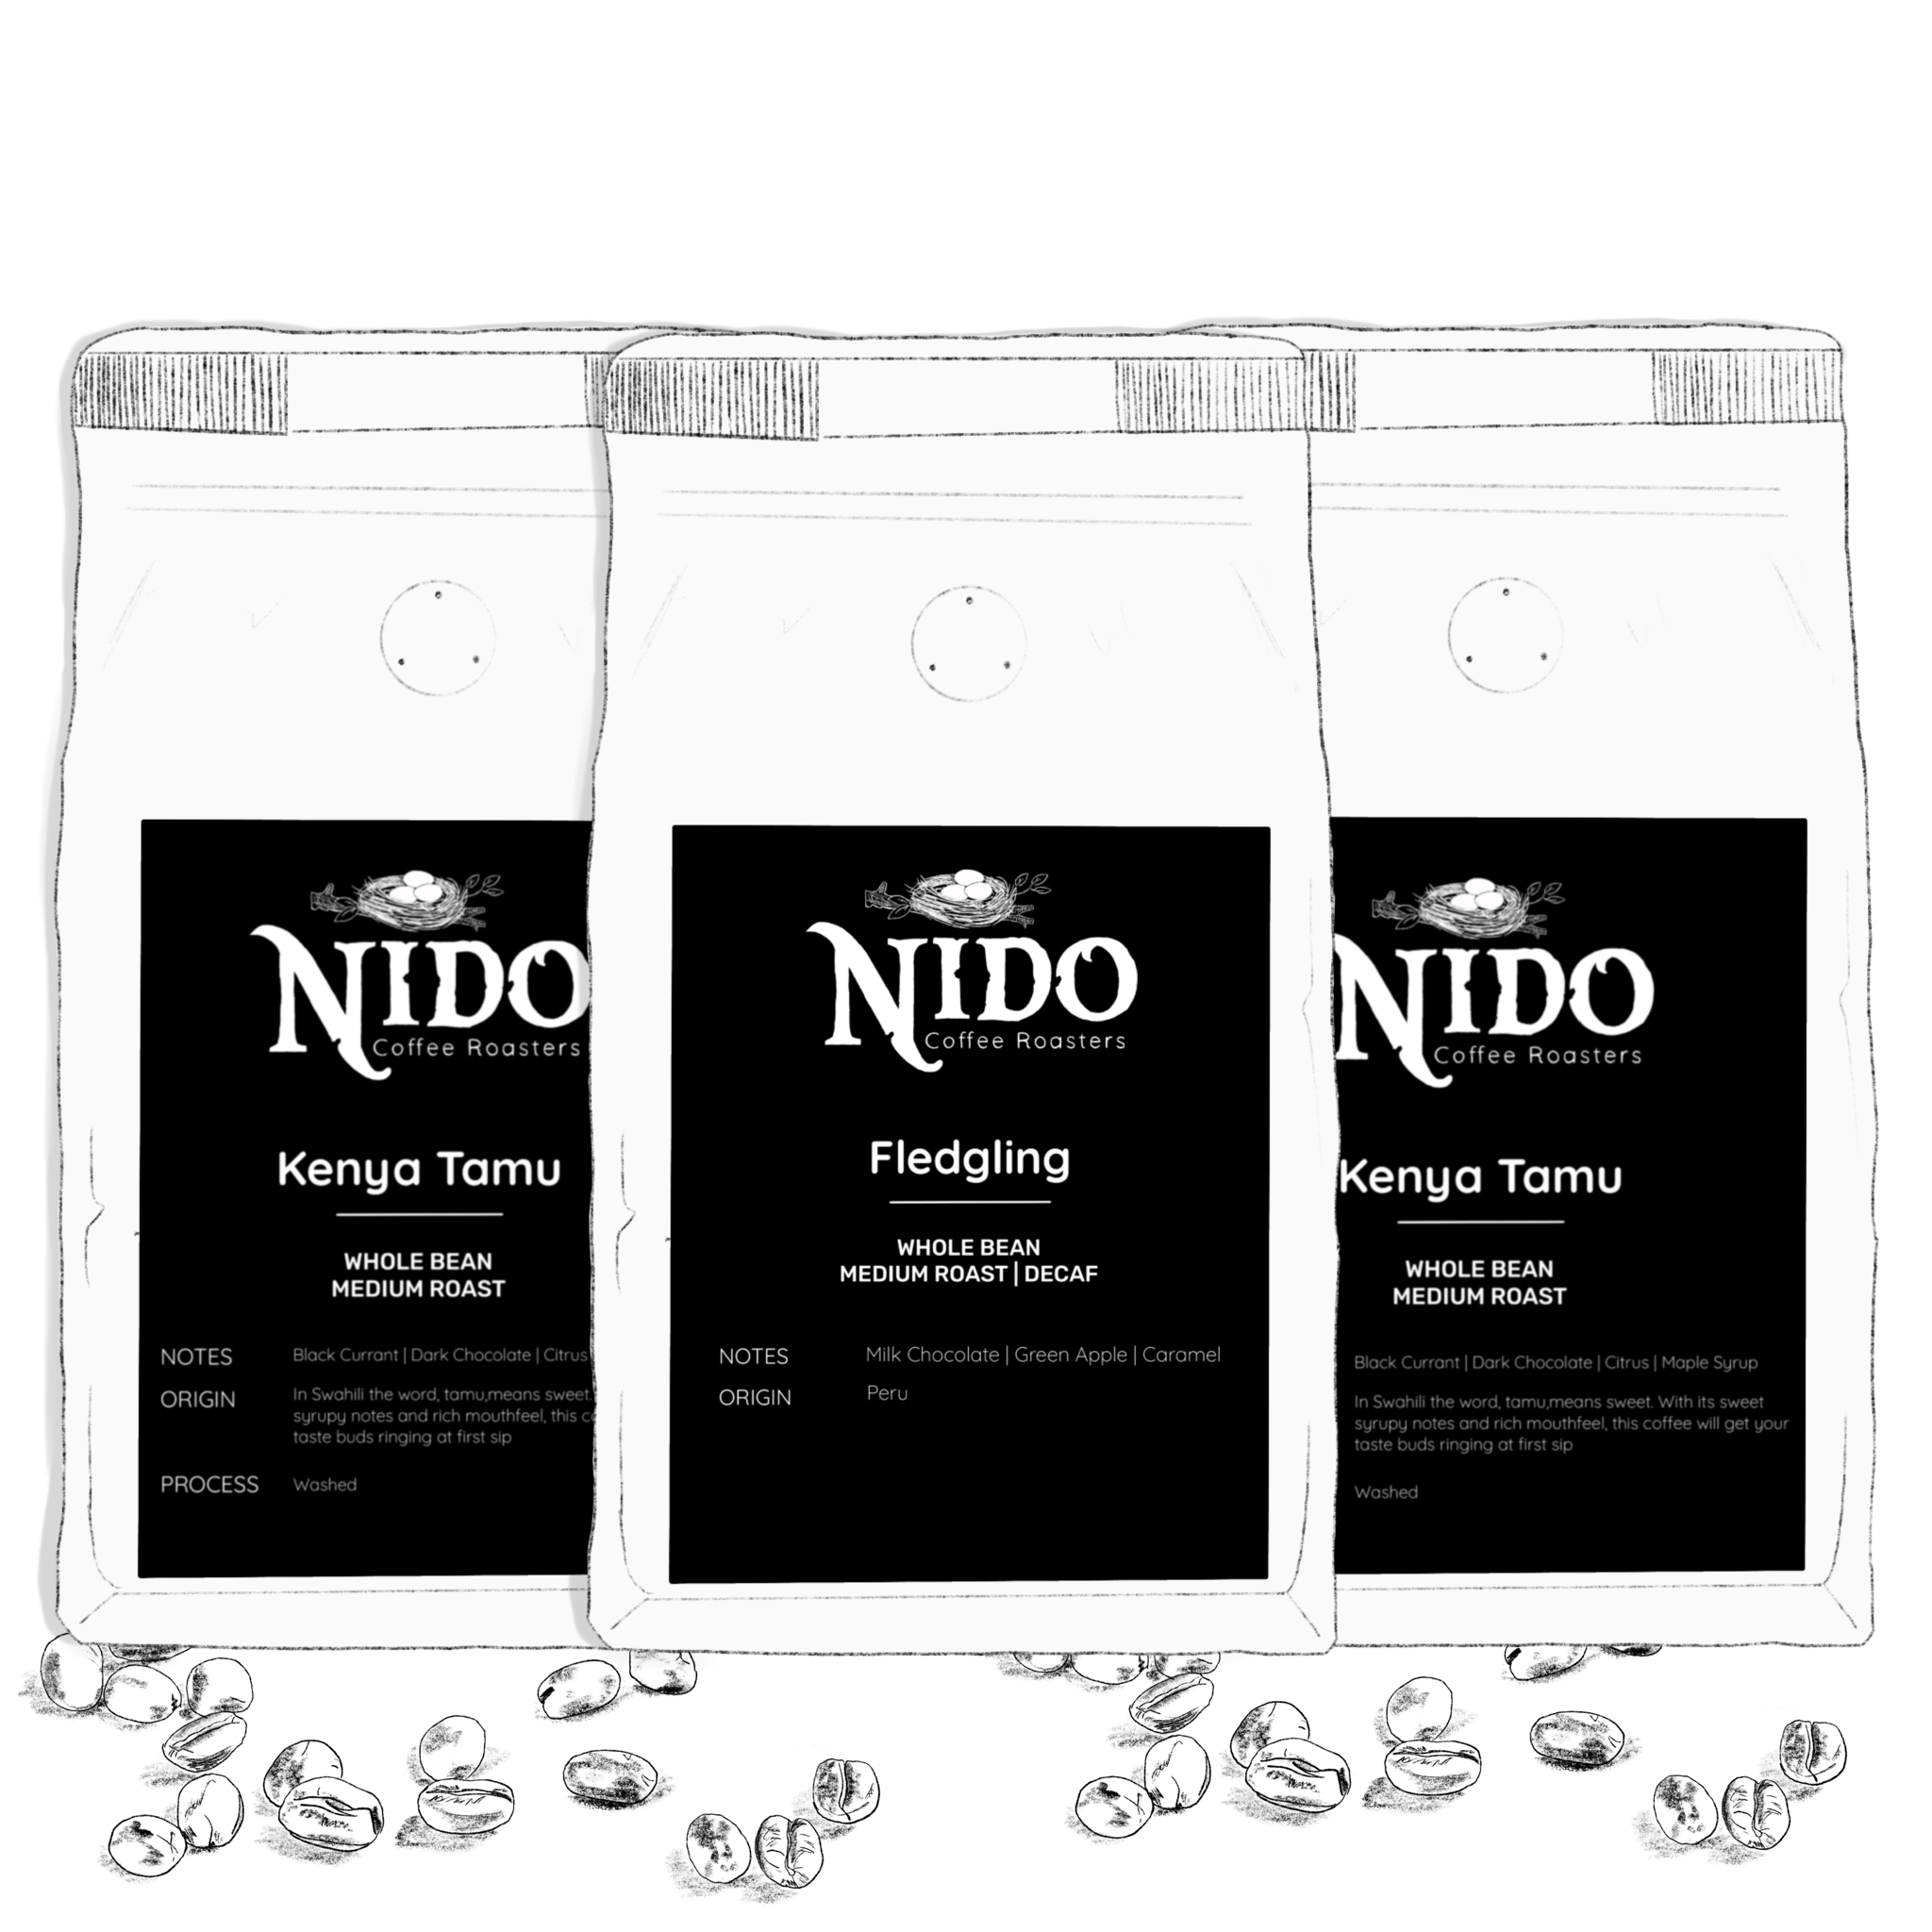 NIDO
Coffee Roasters
Kenya Tamu
WHOLE BEAN
MEDIUM ROAST
NOTES Black Currant | Dark Chocolate | Citrus
ORIGIN In Swahili the word, tamu,means sweet.
syrupy notes and rich mouthfeel, this
taste buds ringing at first sip
PROCESS Washed
NIDO
Coffee Roasters
Fledgling
WHOLE BEAN
MEDIUM ROAST | DECAF
NOTES Milk Chocolate | Green Apple | Caramel
ORIGIN Peru
NIDO
Coffee Roasters
Kenya Tamu
WHOLE BEAN
MEDIUM ROAST
Black Currant | Dark Chocolate | Citrus | Maple Syrup
In Swahili the word, tamu,means sweet. With its sweet
syrupy notes and rich mouthfeel, this coffee will get your
taste buds ringing at first sip
Washed